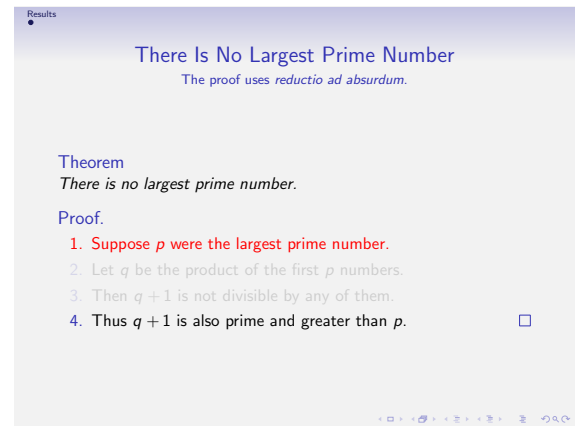 Results
There Is No Largest Prime Number
The proof uses reductio ad absurdum.
Theorem
There is no largest prime number.
Proof.
1. Suppose p were the largest prime number.
2. Let q be the product of the first p numbers.
3. Then q + 1 is not divisible by any of them.
4. Thus q + 1 is also prime and greater than p.